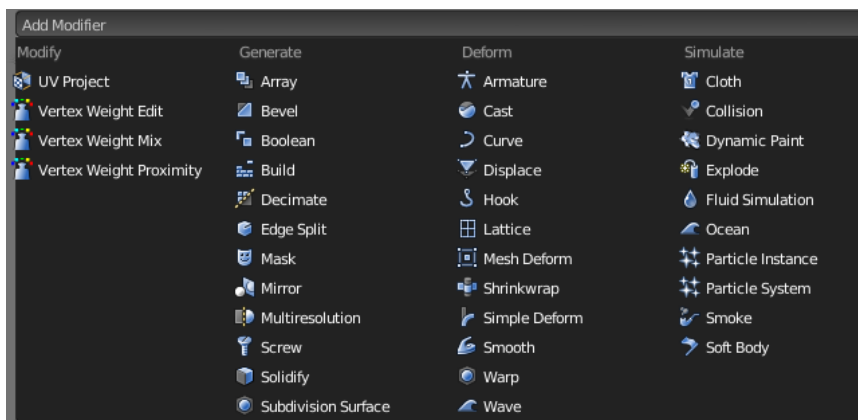 Add Modifier
Modify
UV Project
Vertex Weight Edit
Vertex Weight Mix
Vertex Weight Proximity
Generate
Array
Bevel
Boolean
Build
Decimate
Edge Split
Mask
Mirror
Multiresolution
Screw
Solidify
Subdivision Surface
Deform
Armature
Cast
Curve
Displace
Hook
Lattice
Mesh Deform
Shrinkwrap
Simple Deform
Smooth
Warp
Wave
Simulate
Cloth
Collision
Dynamic Paint
Explode
Fluid Simulation
Ocean
Particle Instance
Particle System
Smoke
Soft Body